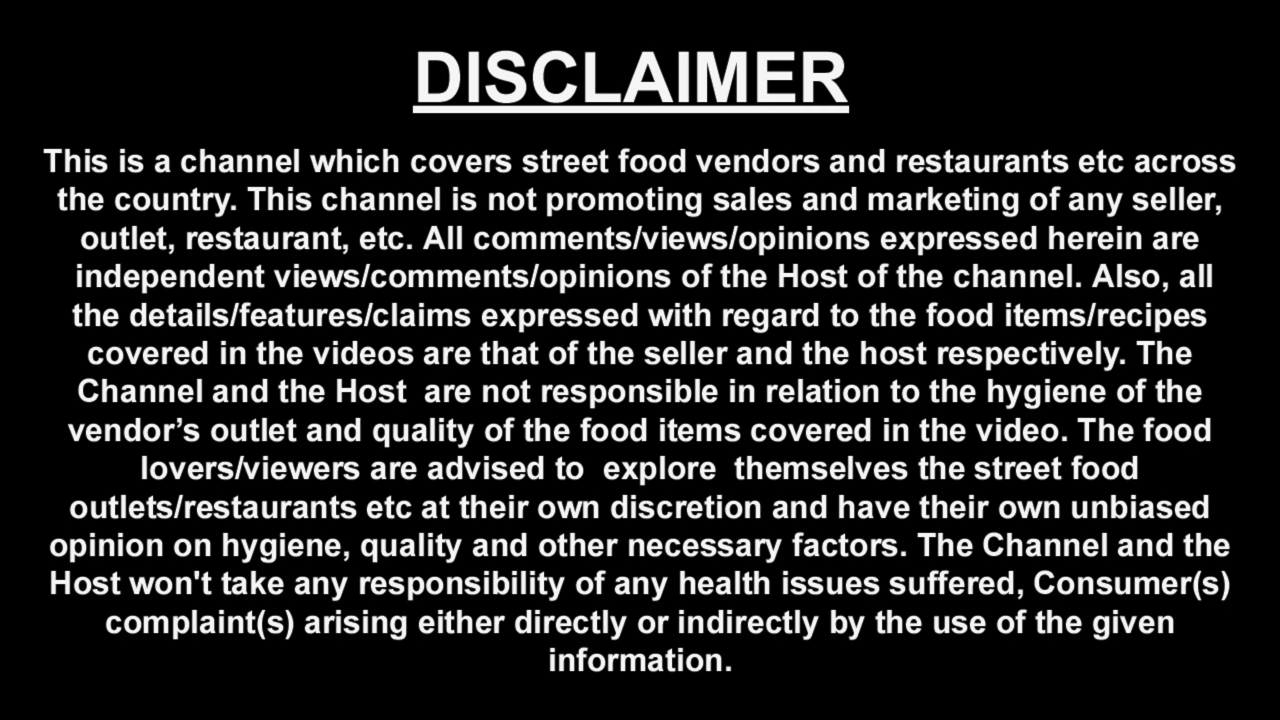 DISCLAIMER
This is a channel which covers street food vendors and restaurants etc across
the country. This channel is not promoting sales and marketing of any seller,
outlet, restaurant, etc. All comments/views/opinions expressed herein are
independent views/comments/opinions of the Host of the channel. Also, all
the details/features/claims expressed with regard to the food items/recipes
covered in the videos are that of the seller and the host respectively. The
Channel and the Host  are not responsible in relation to the hygiene of the
vendor’s outlet and quality of the food items covered in the video. The food
lovers/viewers are advised to  explore  themselves the street food
outlets/restaurants etc at their own discretion and have their own unbiased
opinion on hygiene, quality and other necessary factors. The Channel and the
Host won't take any responsibility of any health issues suffered, Consumer(s)
complaint(s) arising either directly or indirectly by the use of the given
information.